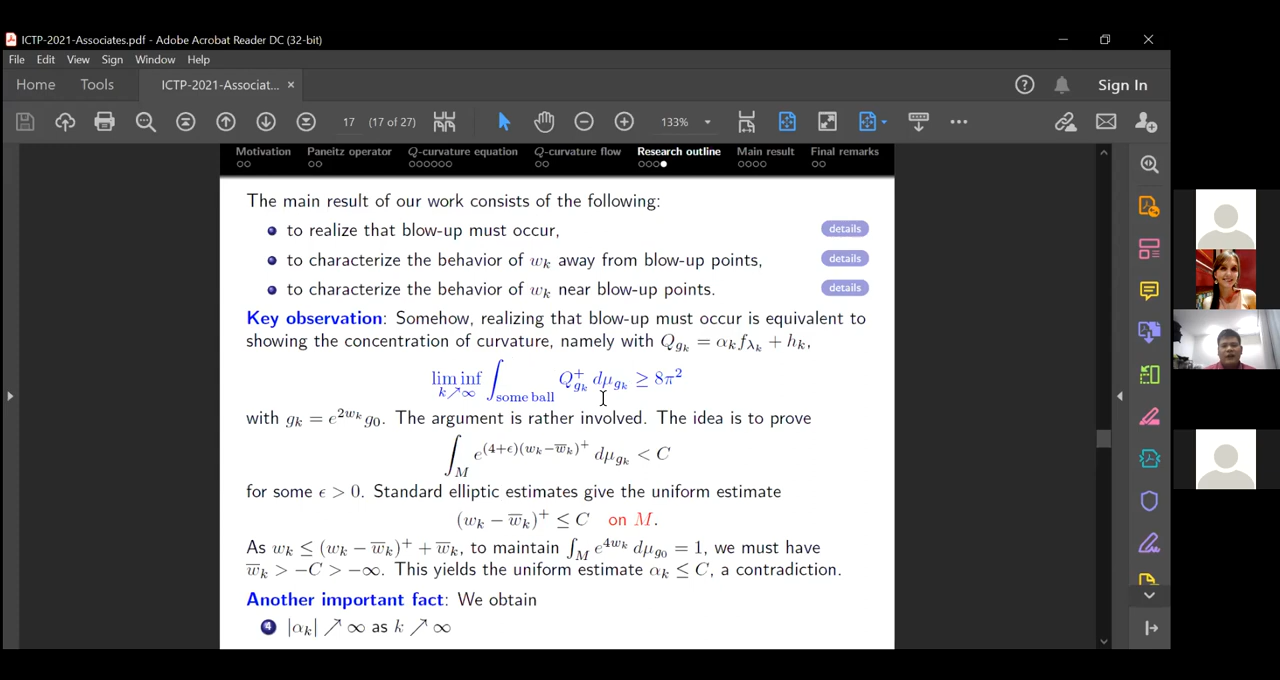 ICTP-2021-Associates.pdf - Adobe Acrobat Reader DC (32-bit)
File Edit View Sign Window Help
Home Tools ICTP-2021-Associat... × Sign In
17 (17 of 27) 133%
Motivation Paneitz operator Q-curvature equation Q-curvature flow Research outline Main result Final remarks
The main result of our work consists of the following:
to realize that blow-up must occur, details
to characterize the behavior of w_k away from blow-up points, details
to characterize the behavior of w_k near blow-up points. details
Key observation: Somehow, realizing that blow-up must occur is equivalent to
showing the concentration of curvature, namely with Q_{g_k} = α_k f_{λ_k} + h_k,
lim inf_{k↗∞} ∫_{some ball} Q^+_{g_k} dμ_{g_k} ≥ 8π²
with g_k = e^{2w_k} g_0. The argument is rather involved. The idea is to prove
∫_M e^{(4+ϵ)(w_k−w̅_k)^+} dμ_{g_k} < C
for some ϵ > 0. Standard elliptic estimates give the uniform estimate
(w_k − w̅_k)^+ ≤ C on M.
As w_k ≤ (w_k − w̅_k)^+ + w̅_k, to maintain ∫_M e^{4w_k} dμ_{g_0} = 1, we must have
w̅_k > −C > −∞. This yields the uniform estimate α_k ≤ C, a contradiction.
Another important fact: We obtain
4 |α_k| ↗ ∞ as k ↗ ∞